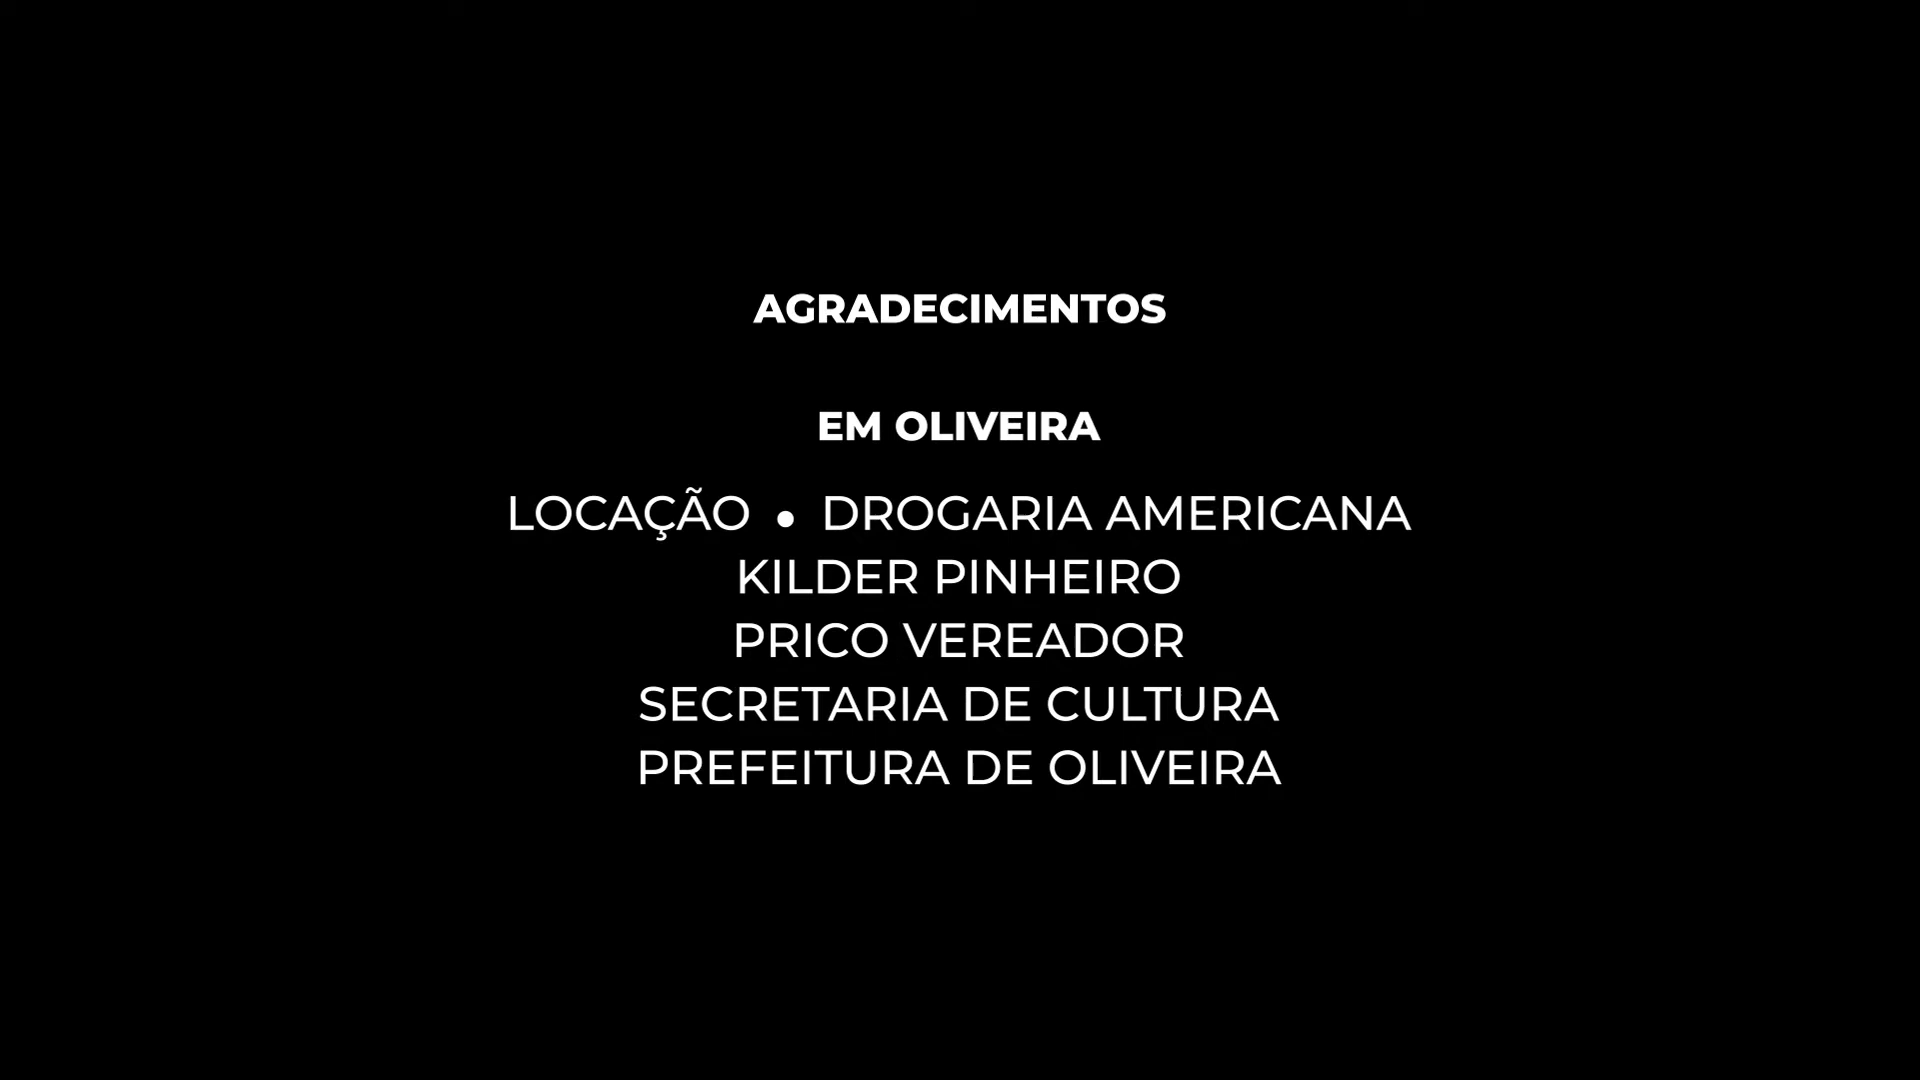 AGRADECIMENTOS
EM OLIVEIRA
LOCAÇÃO • DROGARIA AMERICANA
KILDER PINHEIRO
PRICO VEREADOR
SECRETARIA DE CULTURA
PREFEITURA DE OLIVEIRA